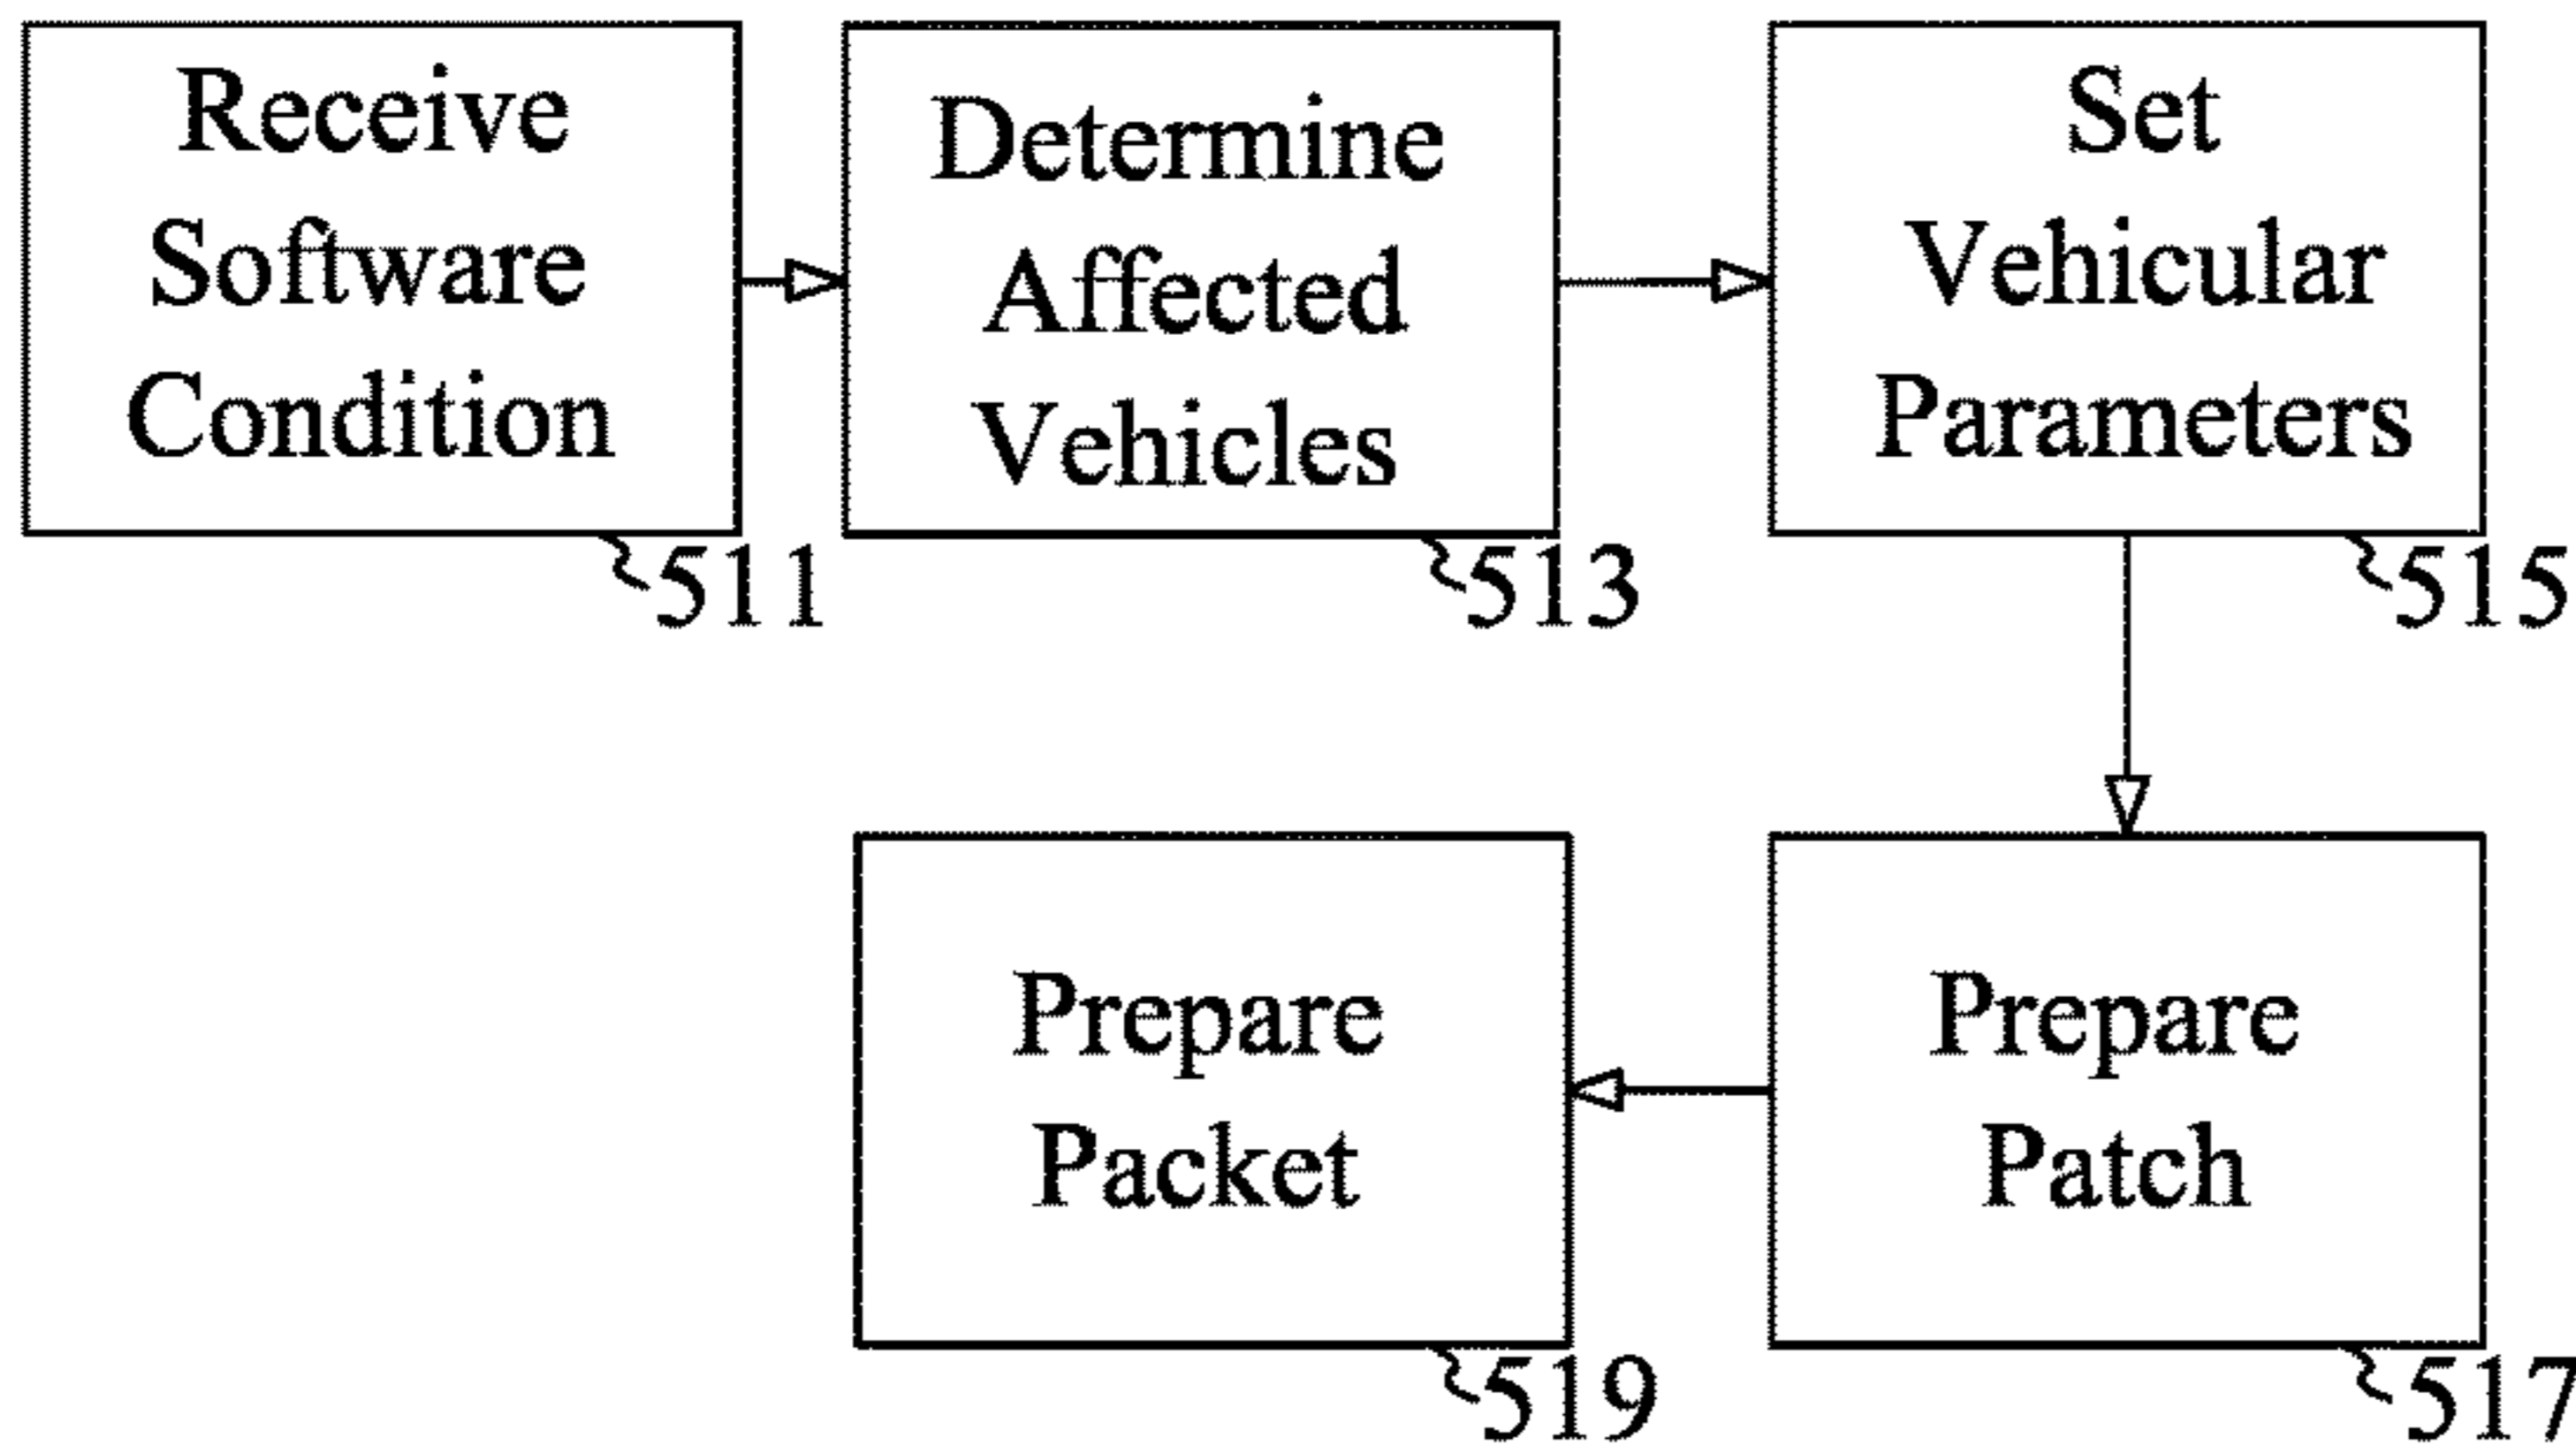 Receive
Software
Condition
511
Determine
Affected
Vehicles
513
Set
Vehicular
Parameters
515
Prepare
Patch
517
Prepare
Packet
519